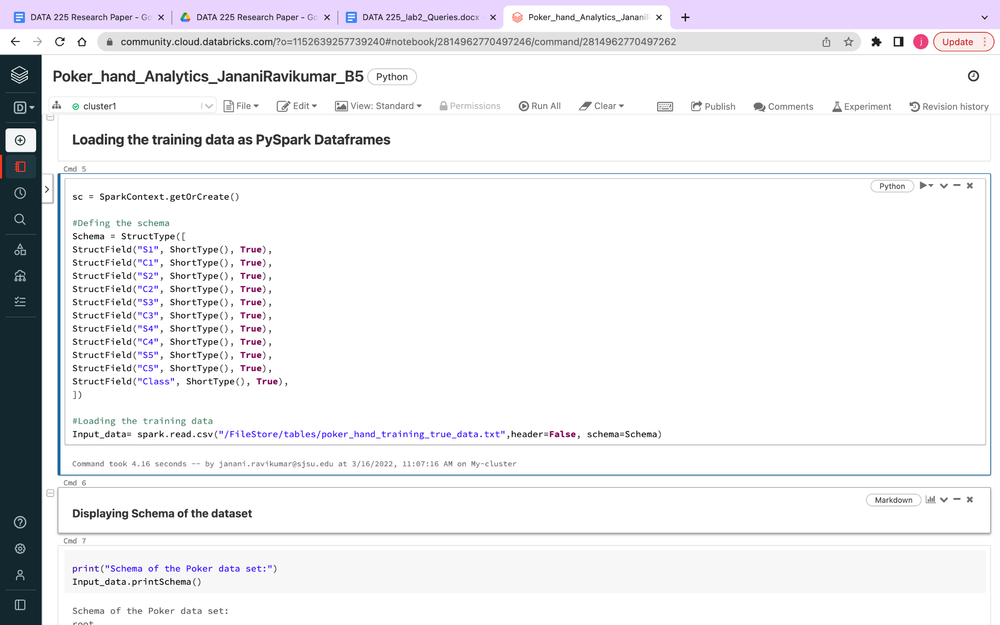 DATA 225 Research Paper - Go
DATA 225 Research Paper - Go
DATA 225_lab2_Queries.docx -
Poker_hand_Analytics_JananiR
community.cloud.databricks.com/?o=1152639257739240#notebook/2814962770497246/command/2814962770497262
j
Update
Poker_hand_Analytics_JananiRavikumar_B5
Python
D
cluster1
File
Edit
View: Standard
Permissions
Run All
Clear
Publish
Comments
Experiment
Revision history
Loading the training data as PySpark Dataframes
Cmd 5
Python
sc = SparkContext.getOrCreate()
#Defing the schema
Schema = StructType([
StructField("S1", ShortType(), True),
StructField("C1", ShortType(), True),
StructField("S2", ShortType(), True),
StructField("C2", ShortType(), True),
StructField("S3", ShortType(), True),
StructField("C3", ShortType(), True),
StructField("S4", ShortType(), True),
StructField("C4", ShortType(), True),
StructField("S5", ShortType(), True),
StructField("C5", ShortType(), True),
StructField("Class", ShortType(), True),
])
#Loading the training data
Input_data= spark.read.csv("/FileStore/tables/poker_hand_training_true_data.txt",header=False, schema=Schema)
Command took 4.16 seconds -- by janani.ravikumar@sjsu.edu at 3/16/2022, 11:07:16 AM on My-cluster
Cmd 6
Markdown
Displaying Schema of the dataset
Cmd 7
print("Schema of the Poker data set:")
Input_data.printSchema()
Schema of the Poker data set:
root